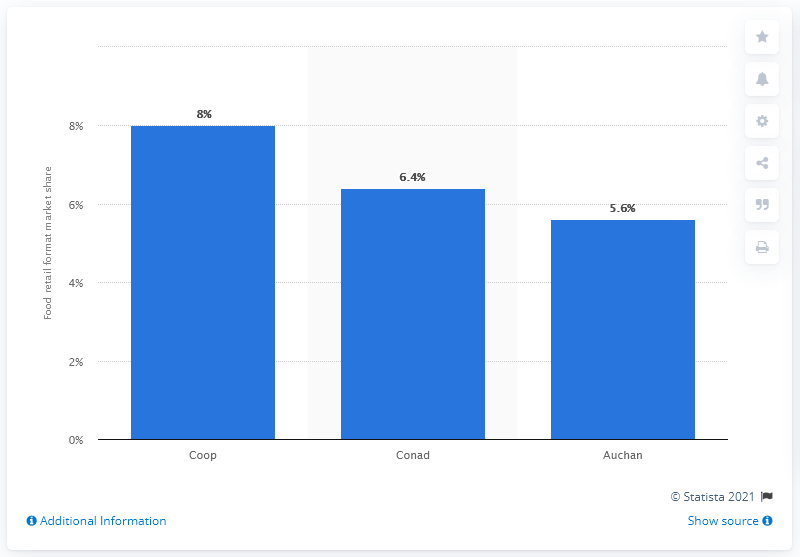 8%
6.4%
5.6%
8%
6%
4%
2%
0%
Food retail format market share
Coop
Conad
Auchan
© Statista 2021
Additional Information
Show source